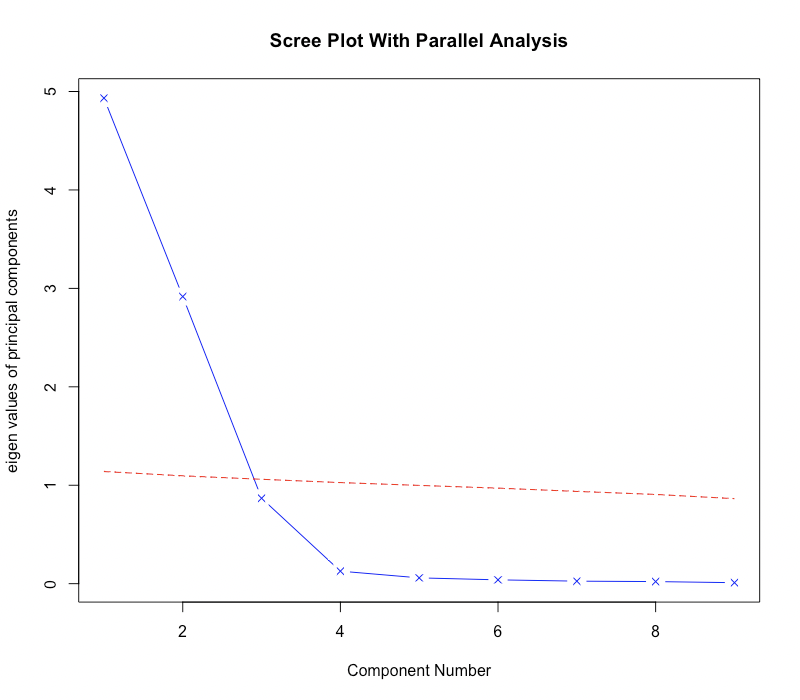 Scree Plot With Parallel Analysis
eigen values of principal components
5
4
3
2
1
0
2 4 6 8
Component Number